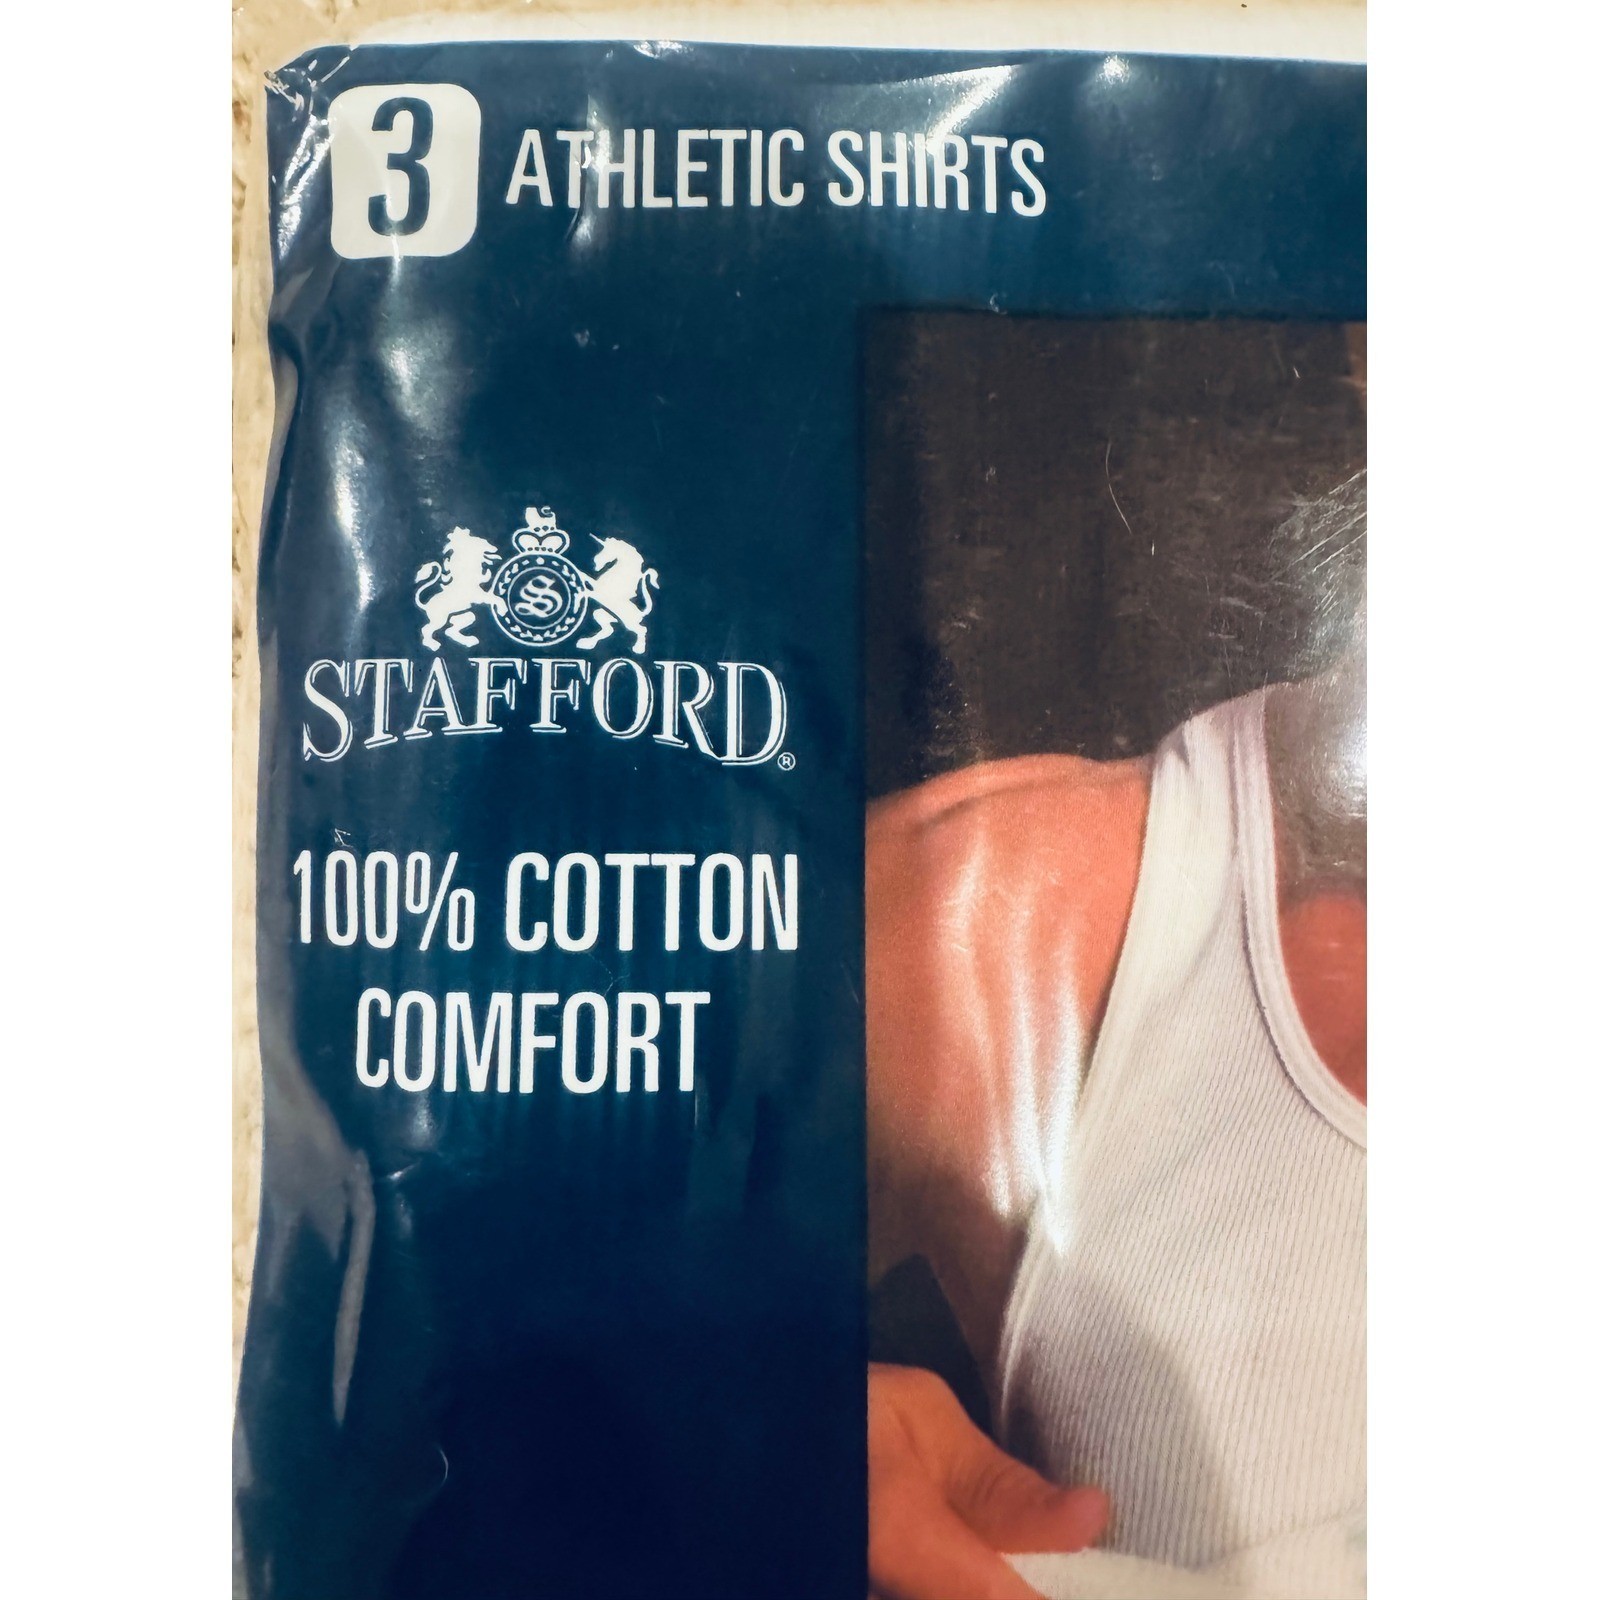 3 ATHLETIC SHIRTS
S
STAFFORD®
100% COTTON
COMFORT